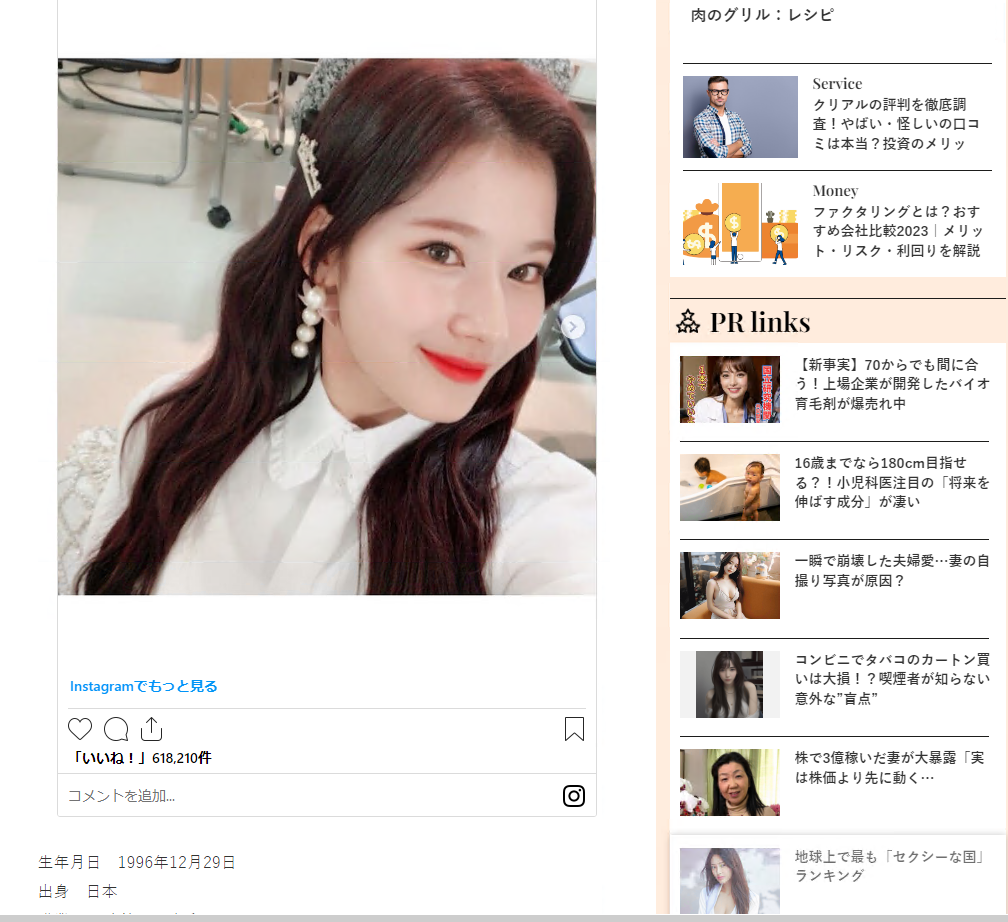 Instagramでもっと見る
「いいね！」618,210件
コメントを追加...
生年月日　1996年12月29日
出身　日本
肉のグリル：レシピ
Service
クリアルの評判を徹底調
査！やばい・怪しいの口コ
ミは本当？投資のメリッ
Money
ファクタリングとは？おす
すめ会社比較2023｜メリッ
ト・リスク・利回りを解説
PR links
【新事実】70からでも間に合
う！上場企業が開発したバイオ
育毛剤が爆売れ中
16歳までなら180cm目指せ
る？！小児科医注目の「将来を
伸ばす成分」が凄い
一瞬で崩壊した夫婦愛…妻の自
撮り写真が原因？
コンビニでタバコのカートン買
いは大損！？喫煙者が知らない
意外な”盲点”
株で3億稼いだ妻が大暴露「実
は株価より先に動く…
地球上で最も「セクシーな国」
ランキング